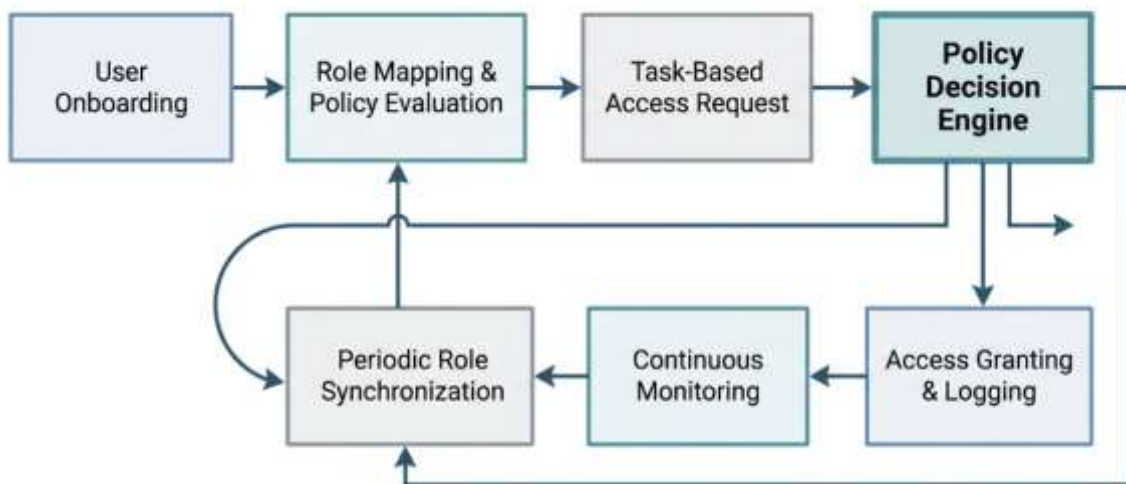 User
Onboarding
Role Mapping &
Policy Evaluation
Task-Based
Access Request
Policy
Decision
Engine
Periodic Role
Synchronization
Continuous
Monitoring
Access Granting
& Logging